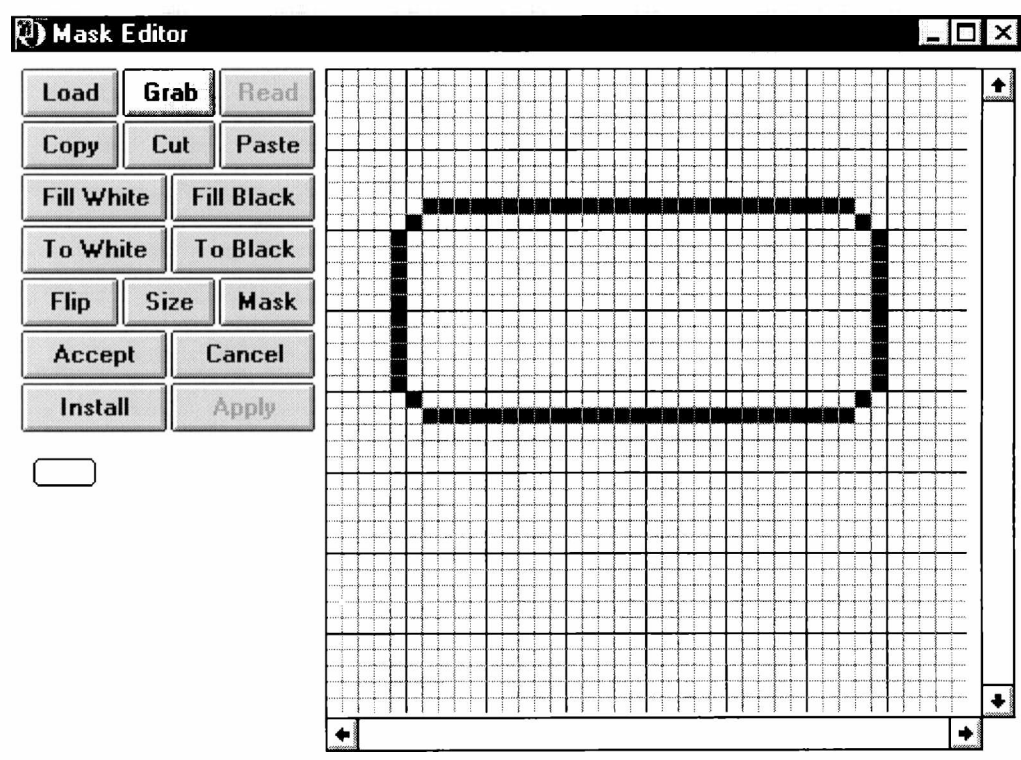 Mask Editor
Load Grab Read
Copy Cut Paste
Fill White Fill Black
To White To Black
Flip Size Mask
Accept Cancel
Install Apply